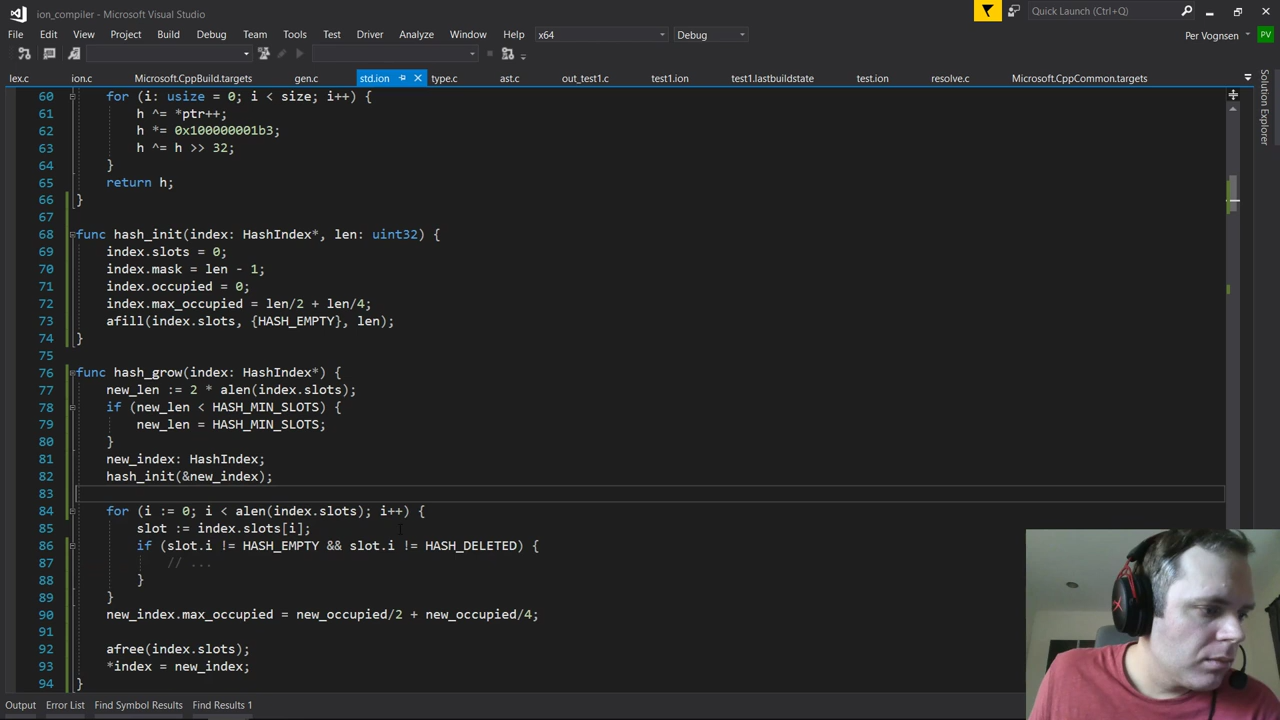 ion_compiler - Microsoft Visual Studio
Quick Launch (Ctrl+Q)
File Edit View Project Build Debug Team Tools Test Driver Analyze Window Help x64 Debug Per Vognsen PV
lex.c ion.c Microsoft.CppBuild.targets gen.c std.ion type.c ast.c out_test1.c test1.ion test1.lastbuildstate test.ion resolve.c Microsoft.CppCommon.targets
Solution Explorer
60 for (i: usize = 0; i < size; i++) {
61 h ^= *ptr++;
62 h *= 0x100000001b3;
63 h ^= h >> 32;
64 }
65 return h;
66 }
67
68 func hash_init(index: HashIndex*, len: uint32) {
69 index.slots = 0;
70 index.mask = len - 1;
71 index.occupied = 0;
72 index.max_occupied = len/2 + len/4;
73 afill(index.slots, {HASH_EMPTY}, len);
74 }
75
76 func hash_grow(index: HashIndex*) {
77 new_len := 2 * alen(index.slots);
78 if (new_len < HASH_MIN_SLOTS) {
79 new_len = HASH_MIN_SLOTS;
80 }
81 new_index: HashIndex;
82 hash_init(&new_index);
83
84 for (i := 0; i < alen(index.slots); i++) {
85 slot := index.slots[i];
86 if (slot.i != HASH_EMPTY && slot.i != HASH_DELETED) {
87 // ...
88 }
89 }
90 new_index.max_occupied = new_occupied/2 + new_occupied/4;
91
92 afree(index.slots);
93 *index = new_index;
94 }
Output Error List Find Symbol Results Find Results 1